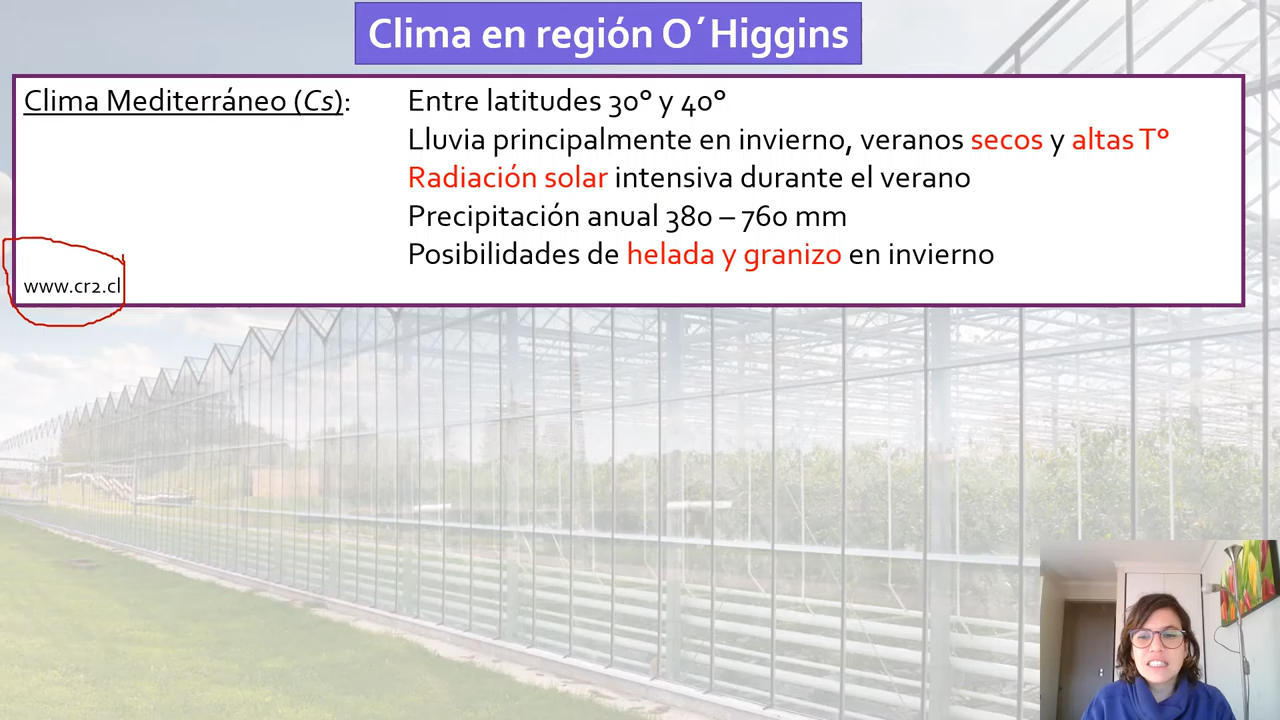 Clima en región O´Higgins
Clima Mediterráneo (Cs): Entre latitudes 30° y 40°
Lluvia principalmente en invierno, veranos secos y altas T°
Radiación solar intensiva durante el verano
Precipitación anual 380 – 760 mm
Posibilidades de helada y granizo en invierno
www.cr2.cl